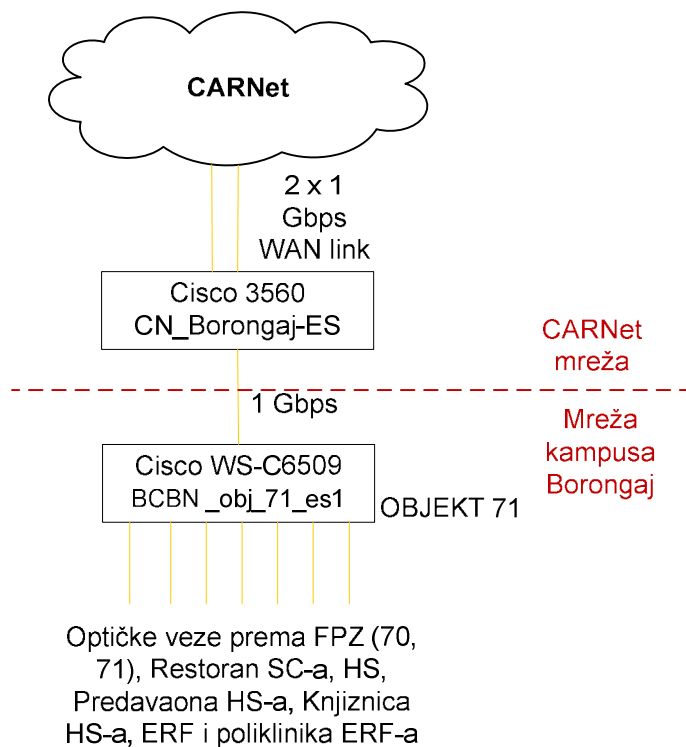 CARNet
2 x 1
Gbps
WAN link
Cisco 3560
CN_Borongaj-ES
CARNet
mreža
1 Gbps
Mreža
kampusa
Borongaj
Cisco WS-C6509
BCBN _obj_71_es1
OBJEKT 71
Optičke veze prema FPZ (70,
71), Restoran SC-a, HS,
Predavaona HS-a, Knjiznica
HS-a, ERF i poliklinika ERF-a